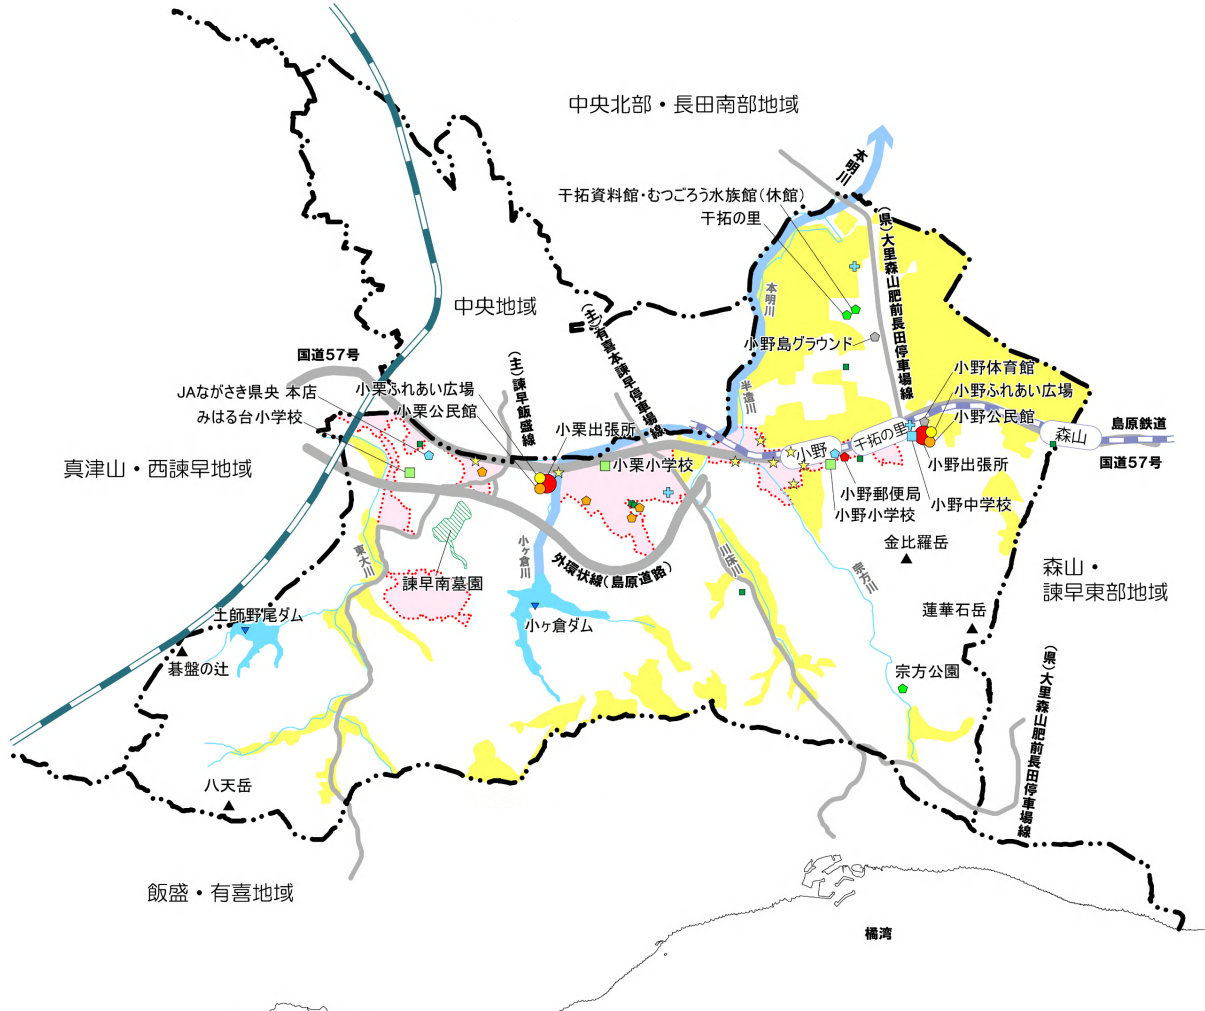 中央北部・長田南部地域
本明川
干拓資料館・むつごろう水族館（休館）
干拓の里
（県）大里森山肥前長田停車場線
本明川
中央地域
（主）有喜本諫早停車場線
小野島グラウンド
国道57号
（主）諫早飯盛線
小野体育館
JAながさき県央 本店
小栗ふれあい広場
半造川
小野ふれあい広場
みはる台小学校
小栗公民館
小野公民館
小栗出張所
島原鉄道
干拓の里
森山
小野
真津山・西諫早地域
小栗小学校
小野出張所
国道57号
小野郵便局
小野中学校
小野小学校
小ヶ倉川
東大川
川床川
宗方川
金比羅岳
外環状線（島原道路）
諫早南墓園
森山・
諫早東部地域
土師野尾ダム
小ヶ倉ダム
蓮華石岳
碁盤の辻
宗方公園
（県）大里森山肥前長田停車場線
八天岳
飯盛・有喜地域
橘湾